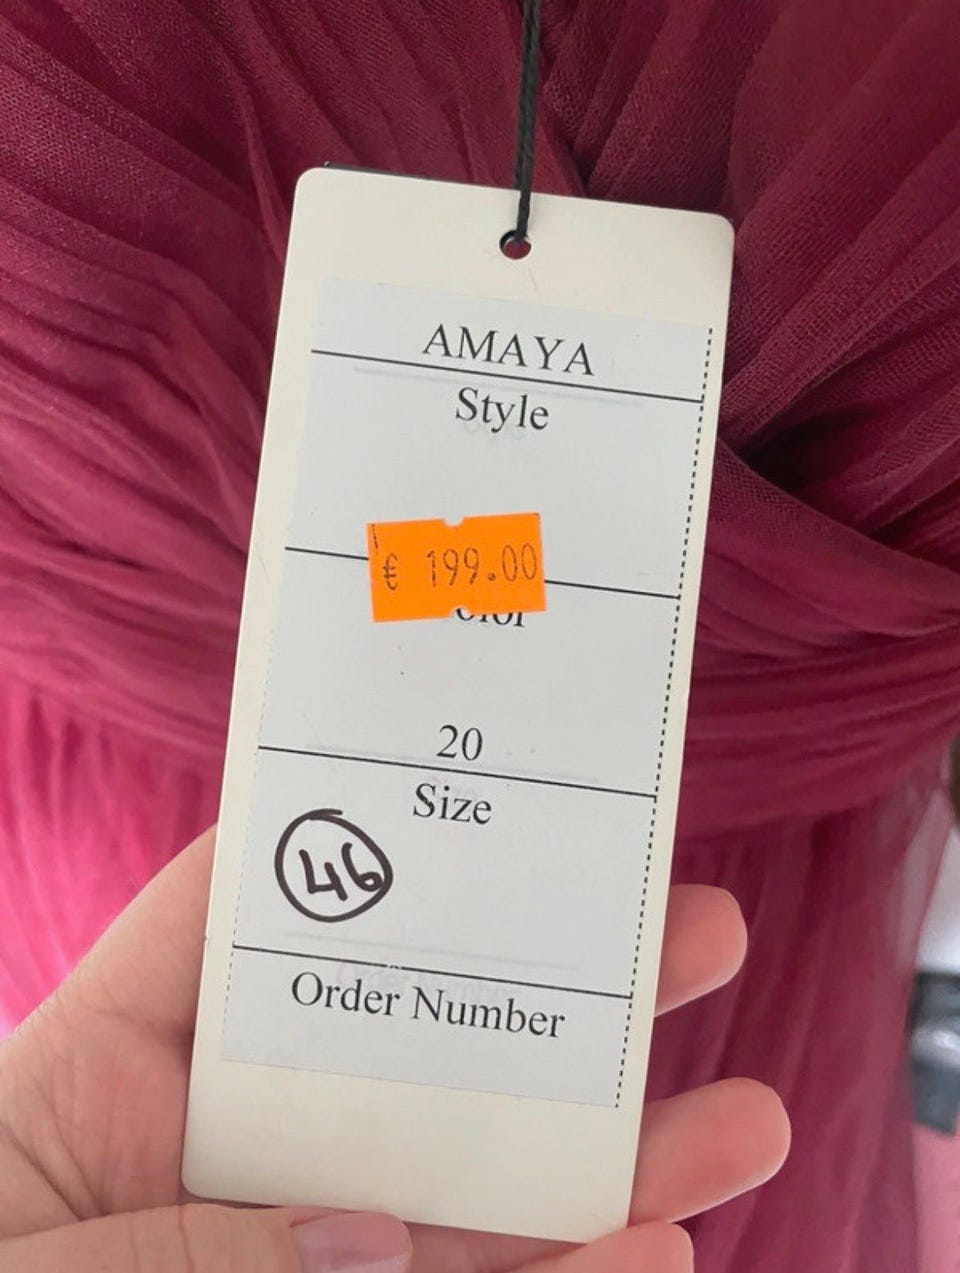 AMAYA
Style
€ 199.00
20
Size
46
Order Number